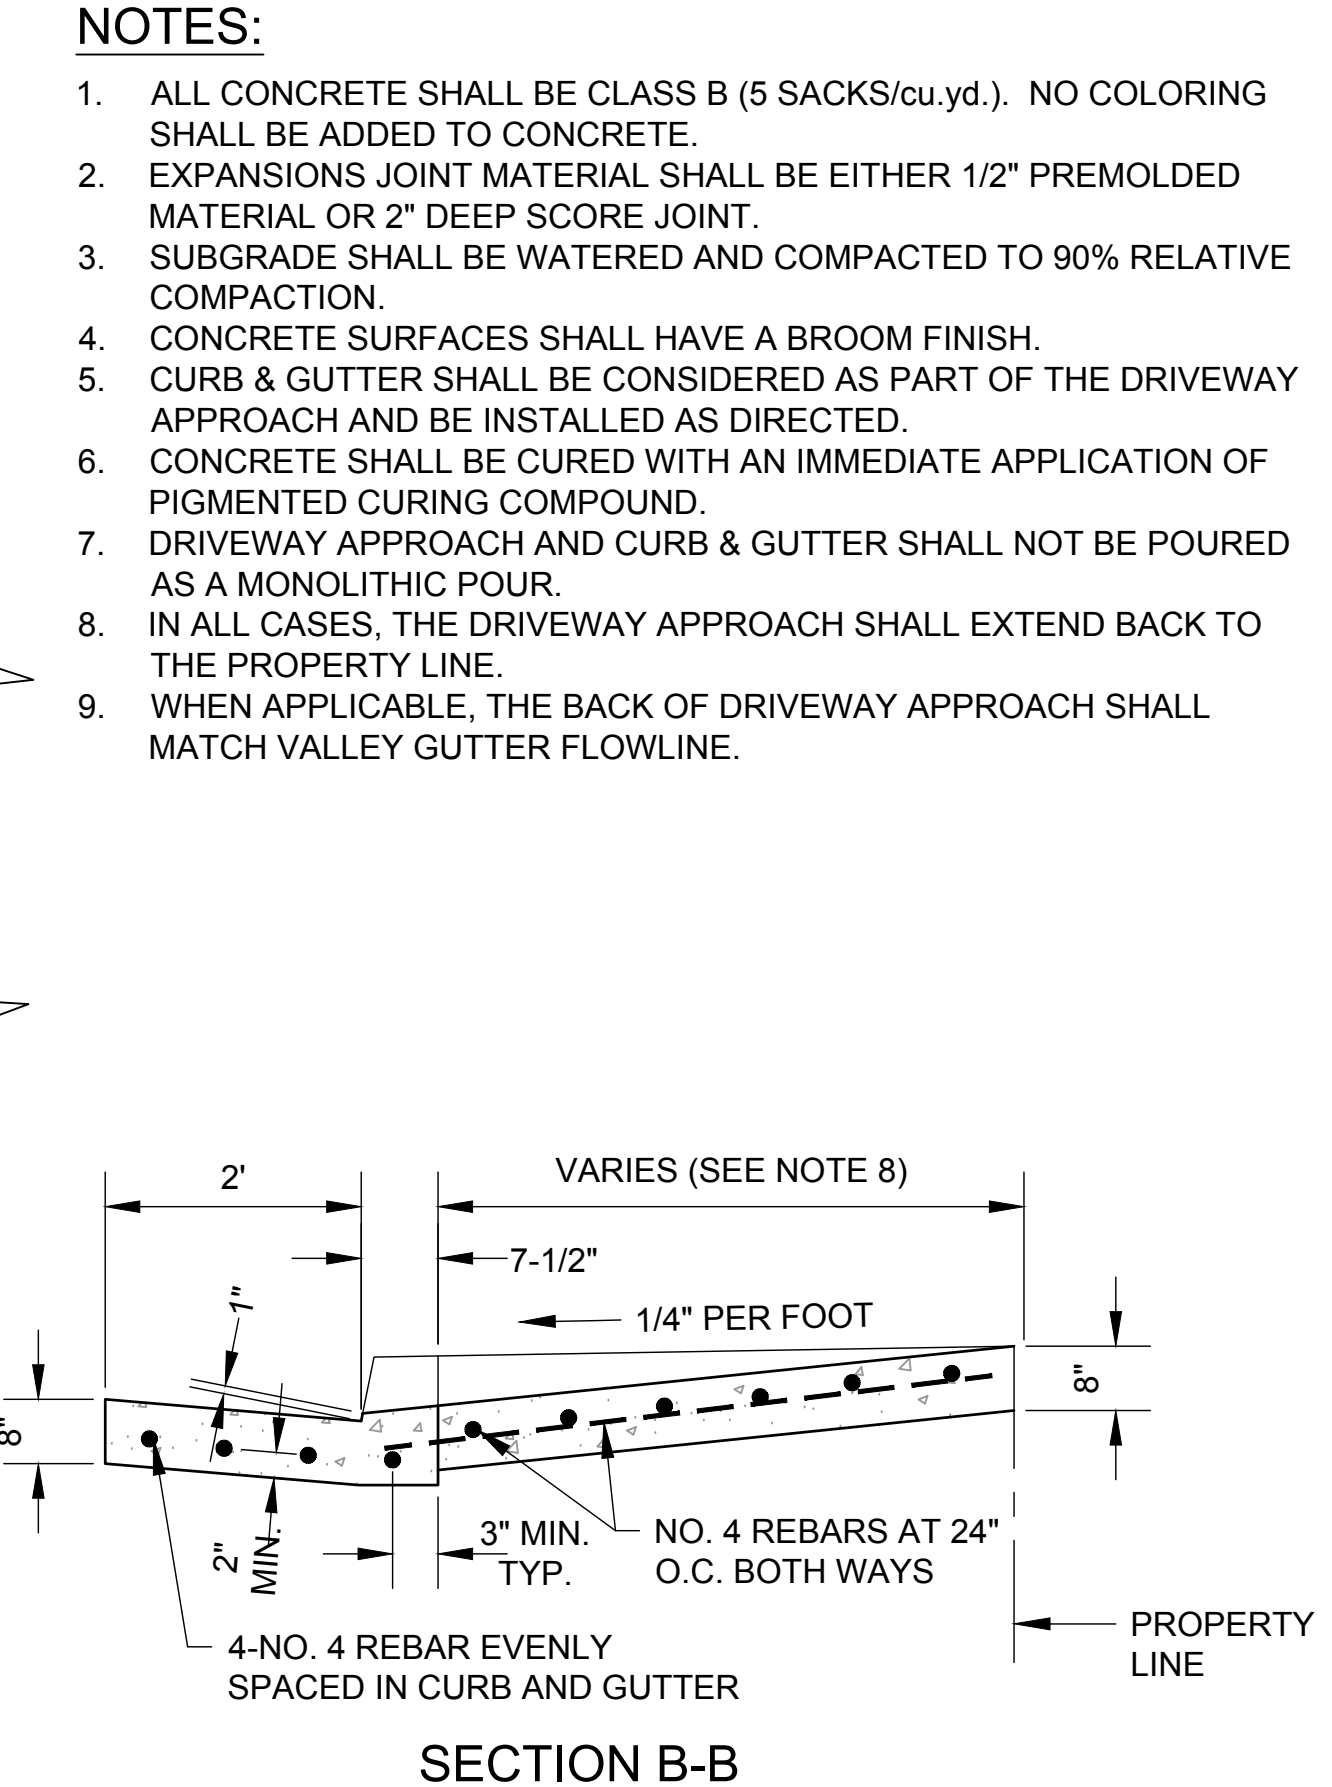 NOTES:
1. ALL CONCRETE SHALL BE CLASS B (5 SACKS/cu.yd.). NO COLORING
SHALL BE ADDED TO CONCRETE.
2. EXPANSIONS JOINT MATERIAL SHALL BE EITHER 1/2" PREMOLDED
MATERIAL OR 2" DEEP SCORE JOINT.
3. SUBGRADE SHALL BE WATERED AND COMPACTED TO 90% RELATIVE
COMPACTION.
4. CONCRETE SURFACES SHALL HAVE A BROOM FINISH.
5. CURB & GUTTER SHALL BE CONSIDERED AS PART OF THE DRIVEWAY
APPROACH AND BE INSTALLED AS DIRECTED.
6. CONCRETE SHALL BE CURED WITH AN IMMEDIATE APPLICATION OF
PIGMENTED CURING COMPOUND.
7. DRIVEWAY APPROACH AND CURB & GUTTER SHALL NOT BE POURED
AS A MONOLITHIC POUR.
8. IN ALL CASES, THE DRIVEWAY APPROACH SHALL EXTEND BACK TO
THE PROPERTY LINE.
9. WHEN APPLICABLE, THE BACK OF DRIVEWAY APPROACH SHALL
MATCH VALLEY GUTTER FLOWLINE.
2'
VARIES (SEE NOTE 8)
7-1/2"
1"
1/4" PER FOOT
8"
8"
2"
MIN.
3" MIN.
TYP.
NO. 4 REBARS AT 24"
O.C. BOTH WAYS
4-NO. 4 REBAR EVENLY
SPACED IN CURB AND GUTTER
PROPERTY
LINE
SECTION B-B